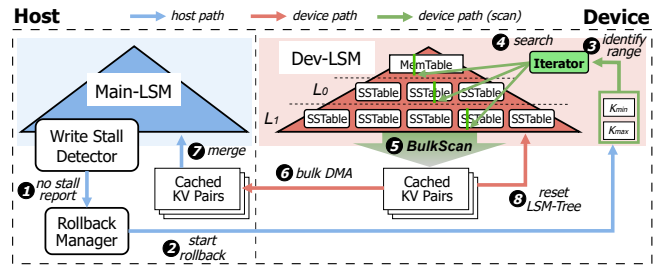 Host
host path
device path
device path (scan)
Device
Main-LSM
Dev-LSM
MemTable
L0
SSTable SSTable SSTable
L1
SSTable SSTable SSTable SSTable SSTable
4 search
Iterator
3 identify
range
Kmin
Kmax
Write Stall
Detector
1 no stall
report
Rollback
Manager
2 start
rollback
7 merge
Cached
KV Pairs
6 bulk DMA
5 BulkScan
Cached
KV Pairs
8 reset
LSM-Tree